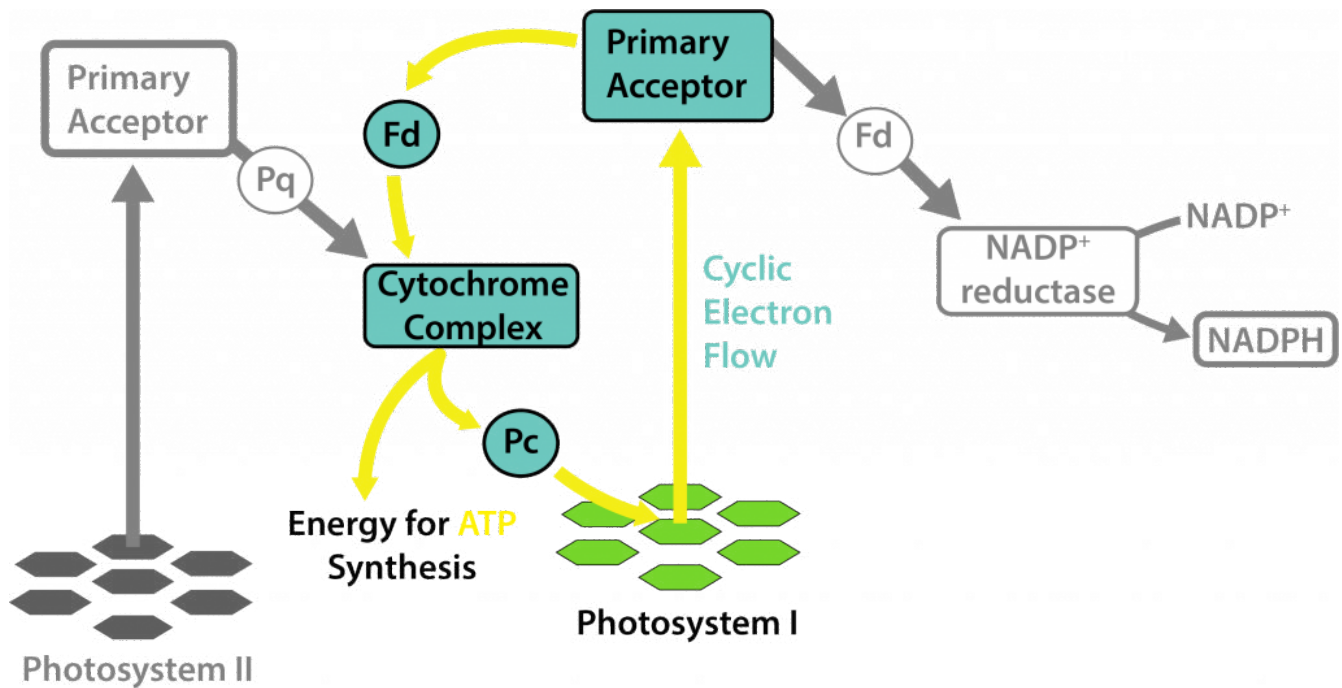 Primary
Acceptor
Pq
Photosystem II
Fd
Cytochrome
Complex
Energy for ATP
Synthesis
Pc
Primary
Acceptor
Cyclic
Electron
Flow
Photosystem I
Fd
NADP⁺
reductase
NADP⁺
NADPH